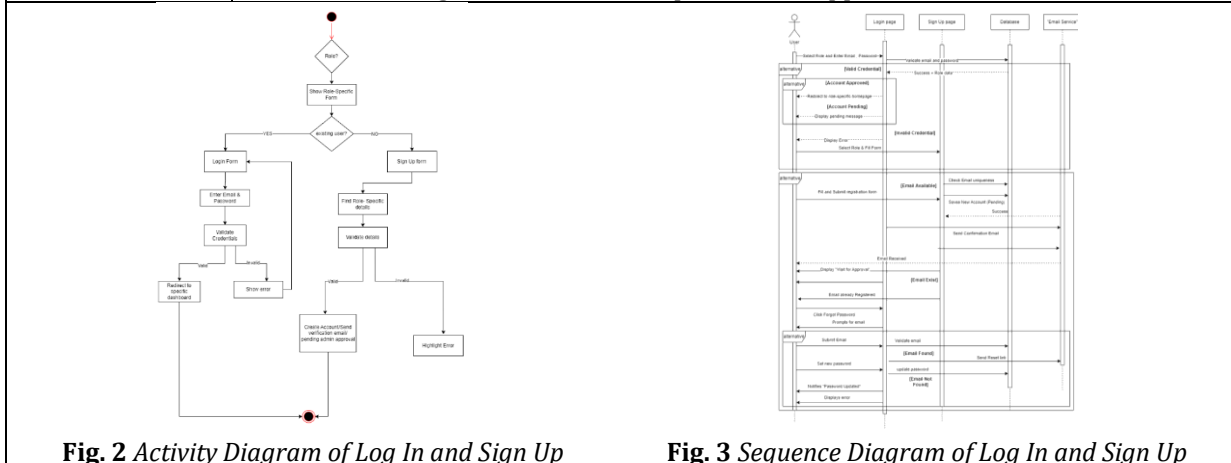 Role?
Show Role-Specific
Form
existing user?
YES
NO
Login Form
Sign Up form
Enter Email &
Password
Find Role- Specific
details
Validate
Credentials
Validate details
valid
Invalid
Redirect to
specific
dashboard
Show error
valid
Invalid
Create Account/Send
verification email/
pending admin approval
Highlight Error
Fig. 2 Activity Diagram of Log In and Sign Up
User
Login page
Sign Up page
Database
"Email Service"
Select Role and Enter Email , Password
Validate email and password
alternative
[Valid Credential]
Success + Role data
alternative
[Account Approved]
Redirect to role-specific homepage
[Account Pending]
Display pending message
[Invalid Credential]
Display Error
Select Role & Fill Form
alternative
[Email Available]
Check Email uniqueness
Fill and Submit registration form
Saves New Account (Pending)
Success
Send Confirmation Email
Email Received
Display "Wait for Approval"
[Email Error]
Email already Registered
Click Forget Password
Prompts for email
alternative
Submit Email
Validate email
[Email Found]
Send Reset link
Set new password
update password
[Email Not
Found]
Notifies "Password Updated"
Displays error
Fig. 3 Sequence Diagram of Log In and Sign Up